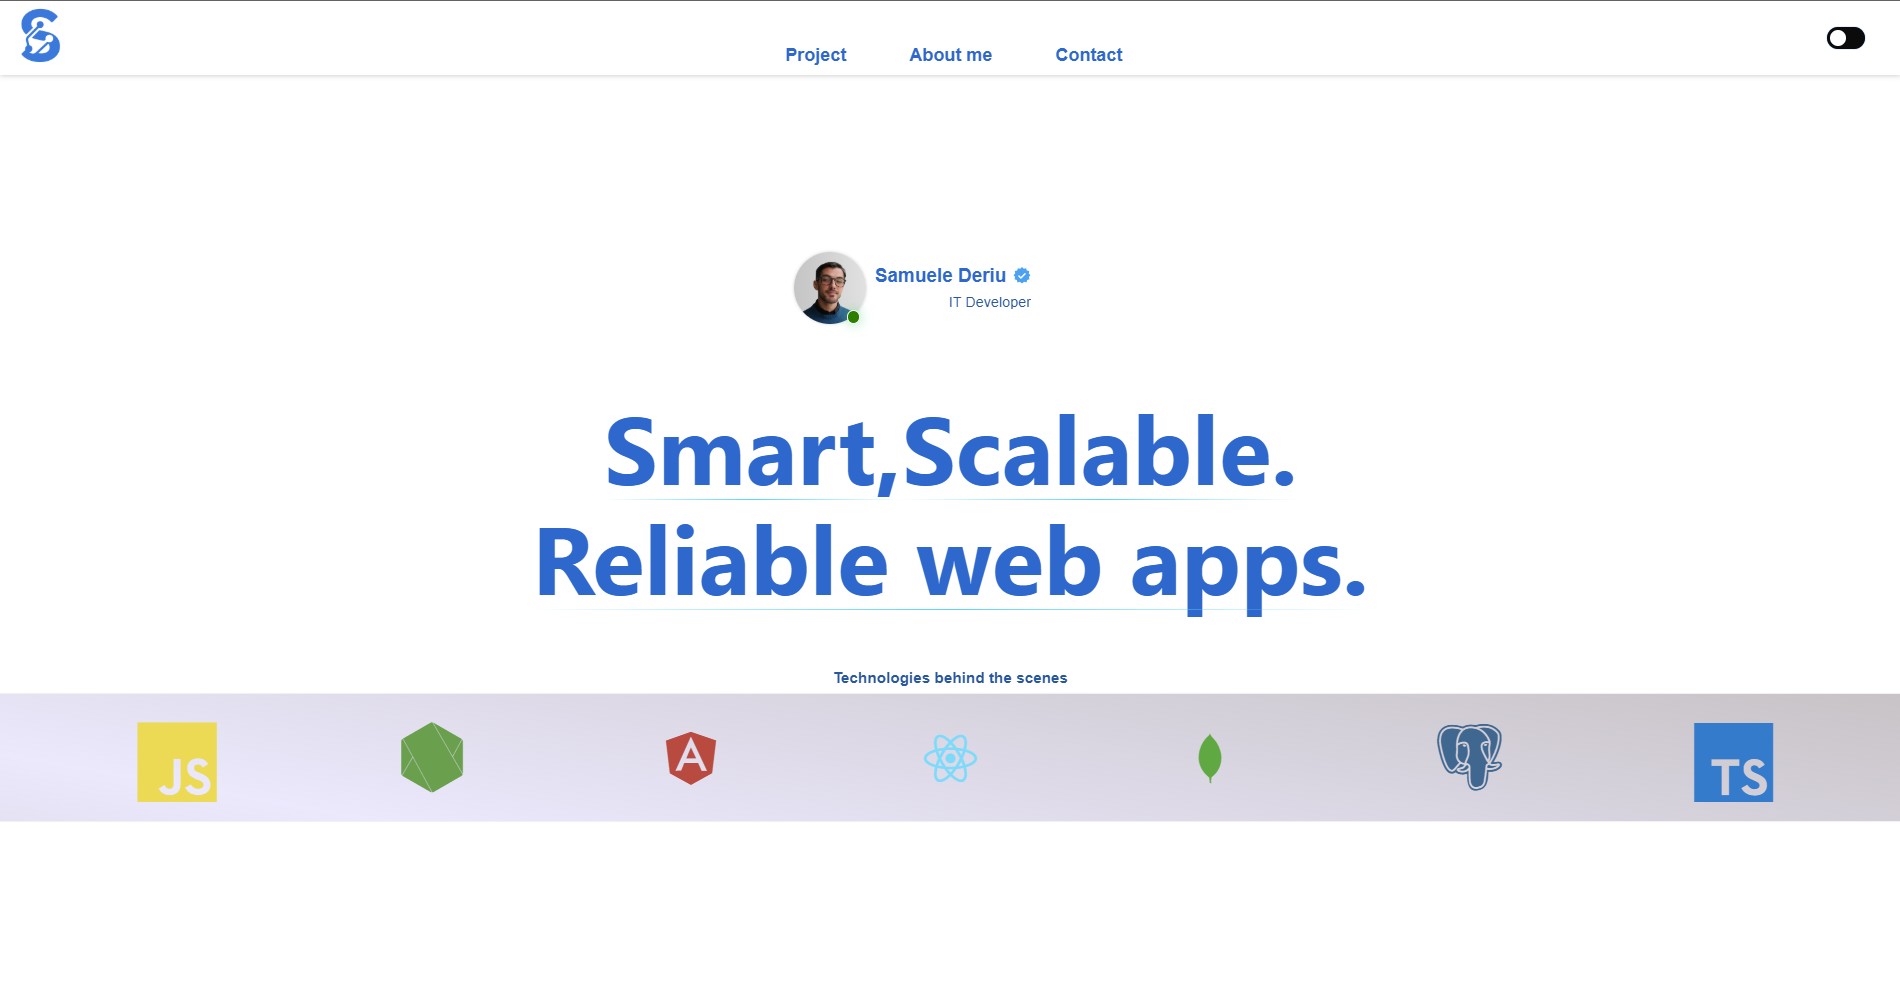 Project About me Contact
Samuele Deriu
IT Developer
Smart,Scalable.
Reliable web apps.
Technologies behind the scenes
JS A TS